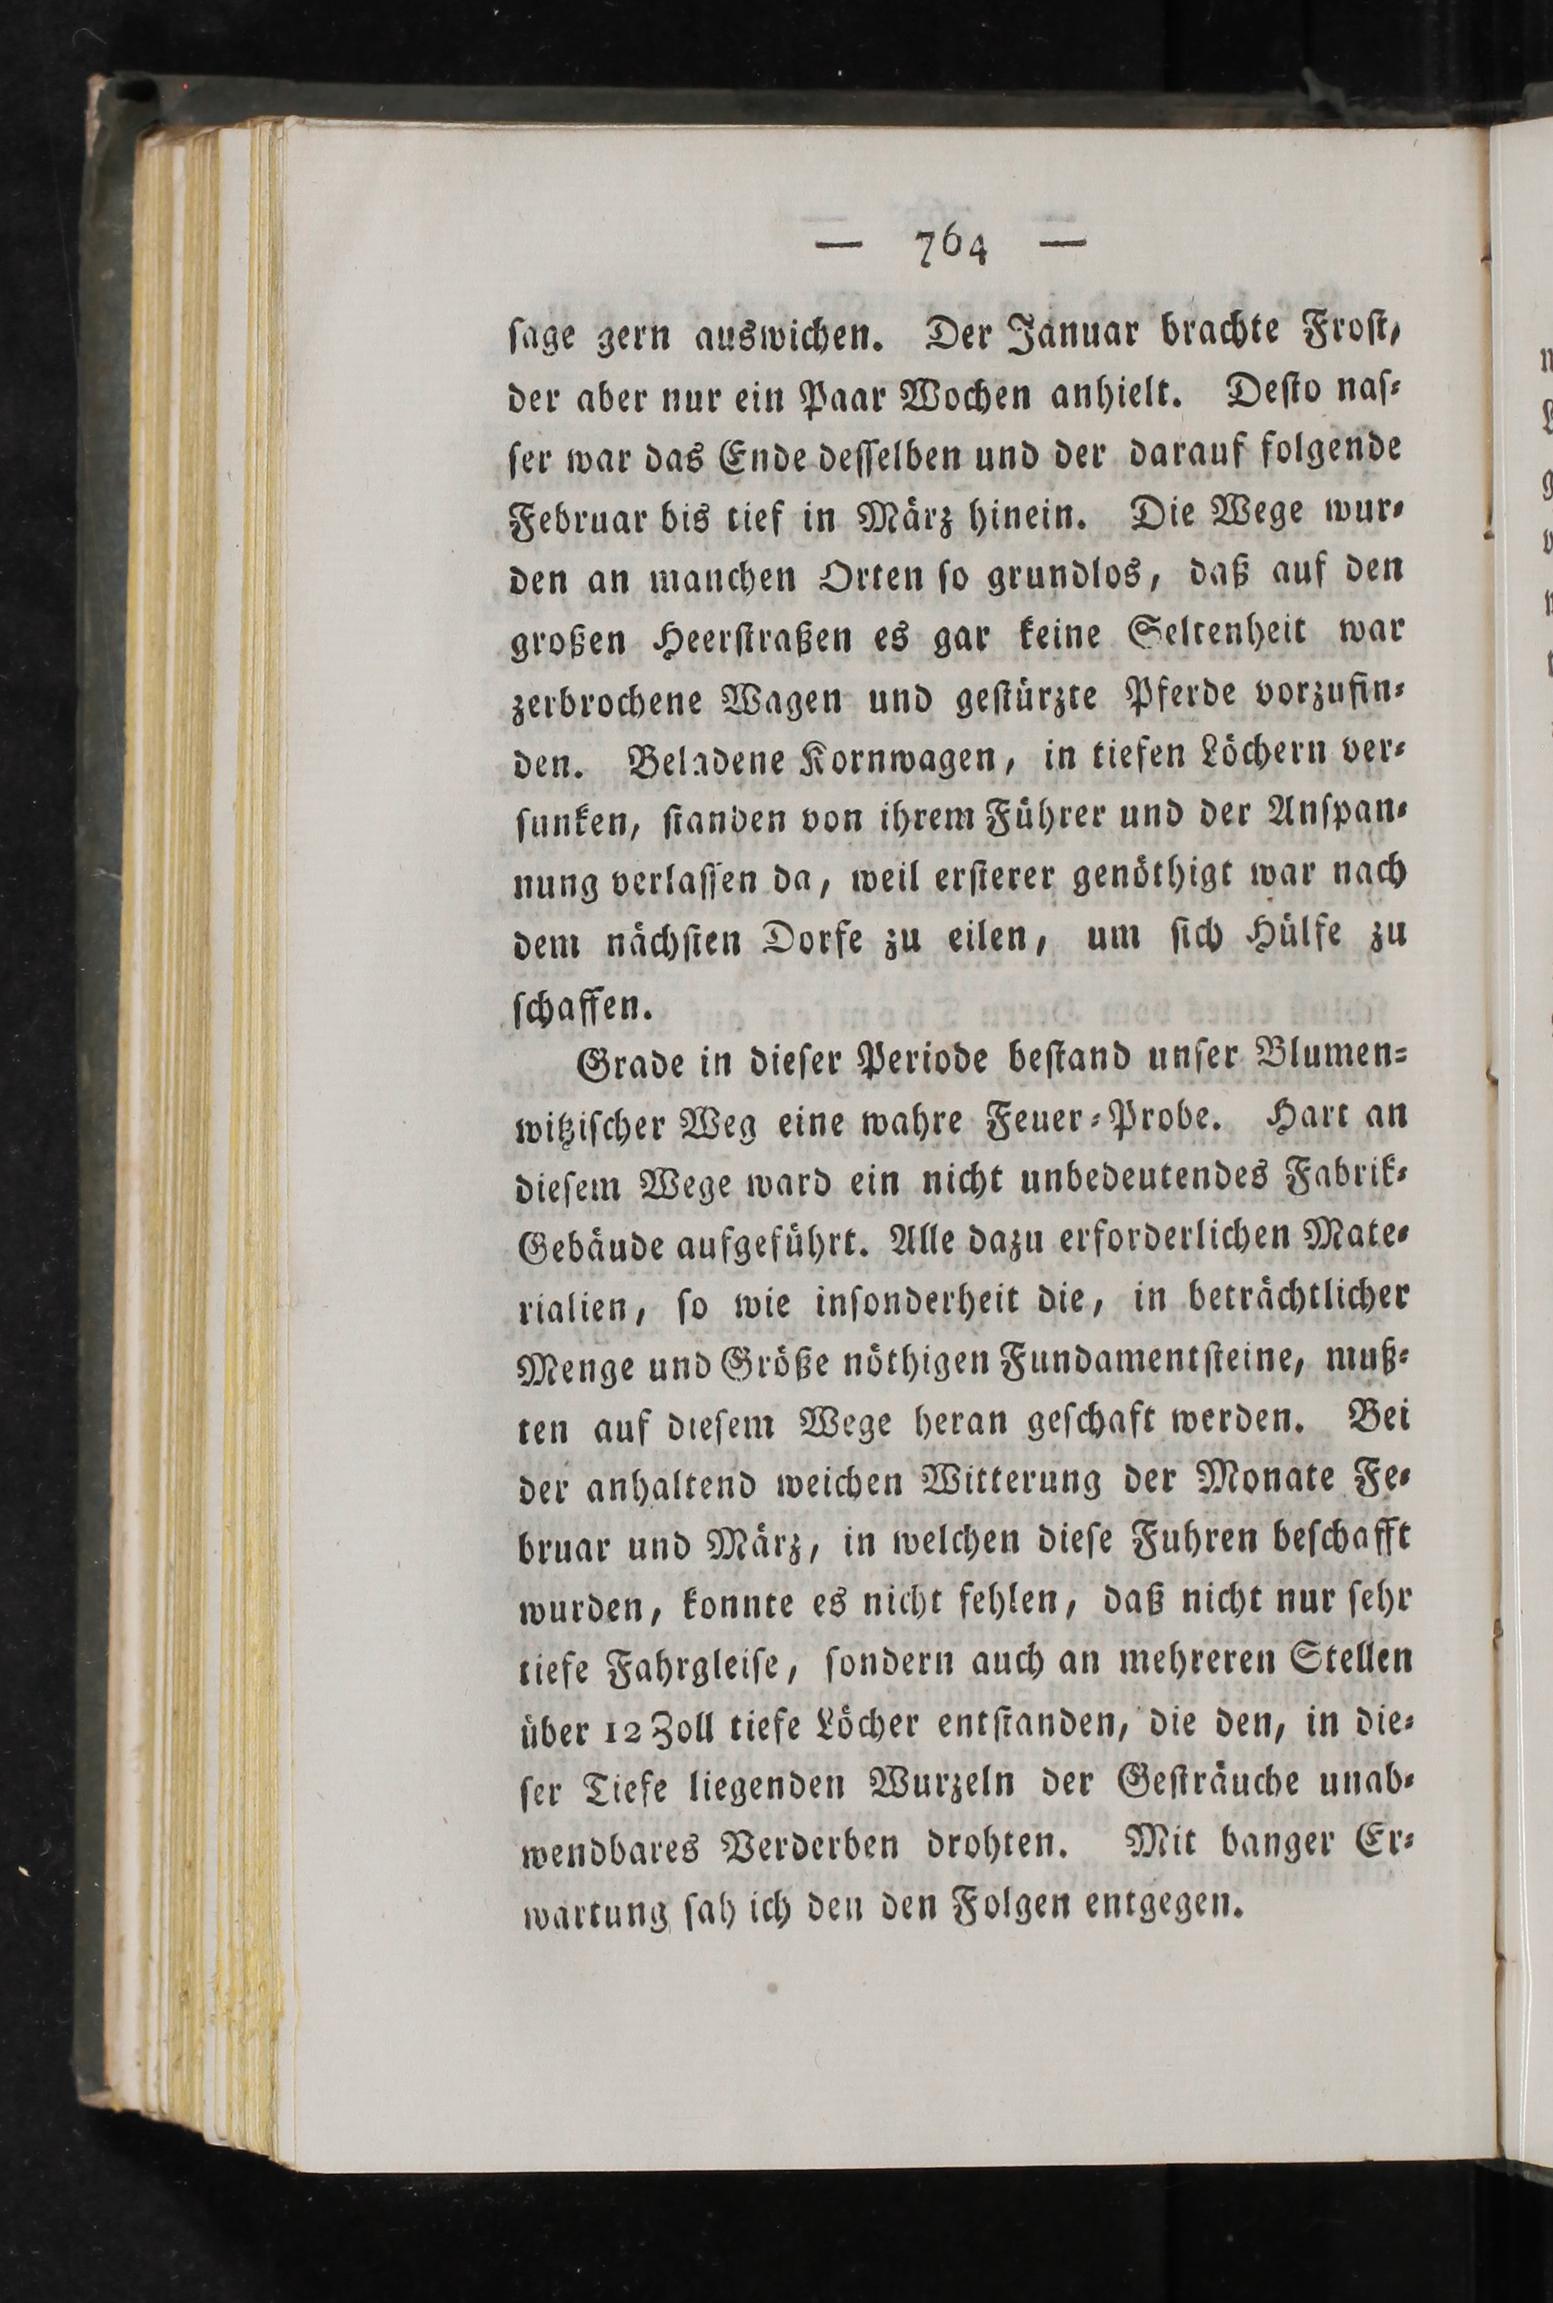 — 764 —
ſage gern auswichen. Der Januar brachte Froſt,
der aber nur ein Paar Wochen anhielt. Deſto naſ⸗
ſer war das Ende deſſelben und der darauf folgende
Februar bis tief in März hinein. Die Wege wur⸗
den an manchen Orten ſo grundlos, daß auf den
großen Heerſtraßen es gar keine Seltenheit war
zerbrochene Wagen und geſtürzte Pferde vorzufin⸗
den. Beladene Kornwagen, in tiefen Löchern ver⸗
ſunken, ſtanden von ihrem Führer und der Anſpan⸗
nung verlaſſen da, weil erſterer genöthigt war nach
dem nächſten Dorfe zu eilen, um ſich Hülfe zu
ſchaffen.
Grade in dieſer Periode beſtand unſer Blumen⸗
witziſcher Weg eine wahre Feuer⸗Probe. Hart an
dieſem Wege ward ein nicht unbedeutendes Fabrik⸗
Gebäude aufgeführt. Alle dazu erforderlichen Mate⸗
rialien, ſo wie inſonderheit die, in beträchtlicher
Menge und Größe nöthigen Fundamentſteine, muß⸗
ten auf dieſem Wege heran geſchaft werden. Bei
der anhaltend weichen Witterung der Monate Fe⸗
bruar und März, in welchen dieſe Fuhren beſchafft
wurden, konnte es nicht fehlen, daß nicht nur ſehr
tiefe Fahrgleiſe, ſondern auch an mehreren Stellen
über 12 Zoll tiefe Löcher entſtanden, die den, in die⸗
ſer Tiefe liegenden Wurzeln der Geſträuche unab⸗
wendbares Verderben drohten. Mit banger Er⸗
wartung ſah ich den den Folgen entgegen.